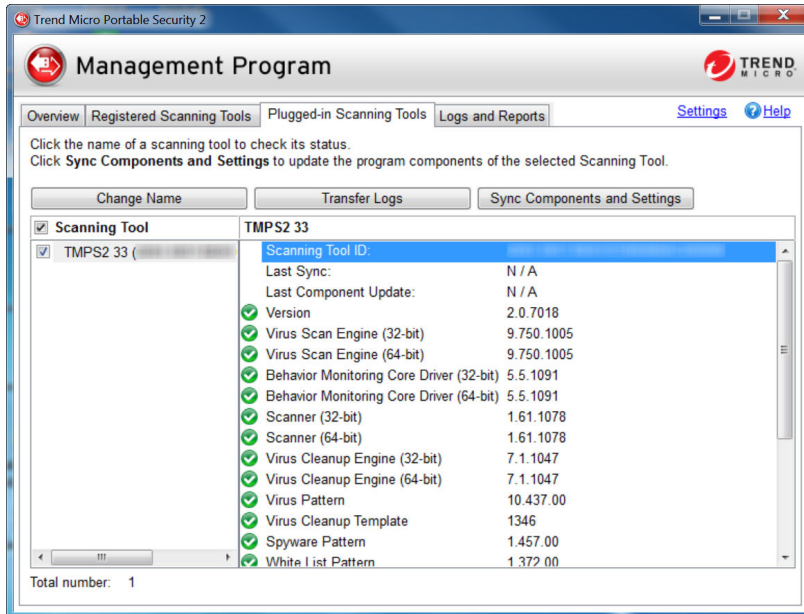 Trend Micro Portable Security 2
Management Program
TREND
MICRO
Overview Registered Scanning Tools Plugged-in Scanning Tools Logs and Reports Settings Help
Click the name of a scanning tool to check its status.
Click Sync Components and Settings to update the program components of the selected Scanning Tool.
Change Name Transfer Logs Sync Components and Settings
Scanning Tool TMPS2 33
TMPS2 33 (
Scanning Tool ID:
Last Sync: N / A
Last Component Update: N / A
Version 2.0.7018
Virus Scan Engine (32-bit) 9.750.1005
Virus Scan Engine (64-bit) 9.750.1005
Behavior Monitoring Core Driver (32-bit) 5.5.1091
Behavior Monitoring Core Driver (64-bit) 5.5.1091
Scanner (32-bit) 1.61.1078
Scanner (64-bit) 1.61.1078
Virus Cleanup Engine (32-bit) 7.1.1047
Virus Cleanup Engine (64-bit) 7.1.1047
Virus Pattern 10.437.00
Virus Cleanup Template 1346
Spyware Pattern 1.457.00
White List Pattern 1.372.00
Total number: 1